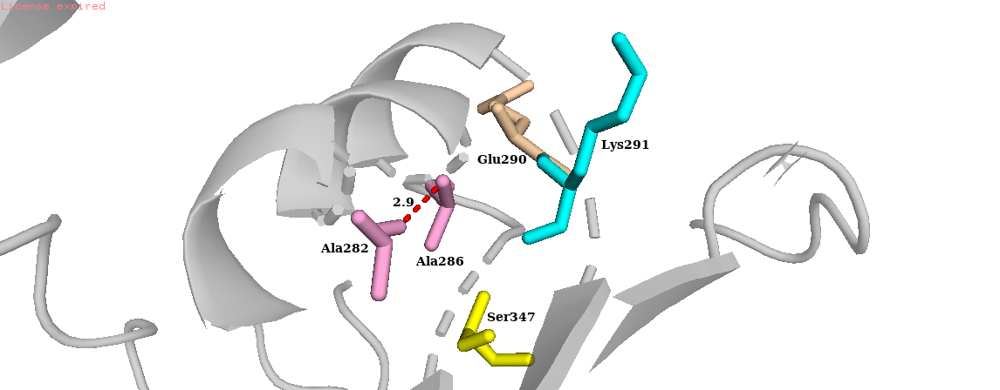 License expired
Lys291
Glu290
2.9
Ala282
Ala286
Ser347